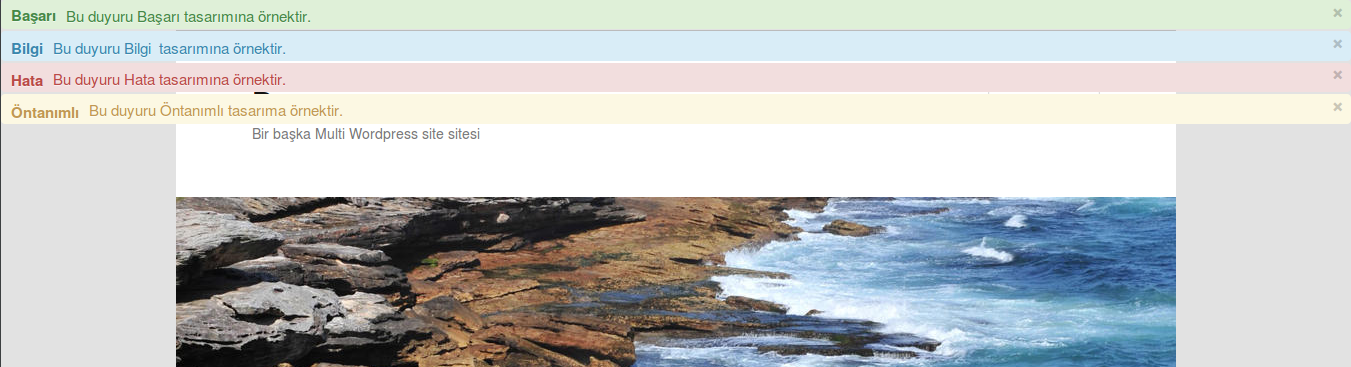 Başarı Bu duyuru Başarı tasarımına örnektir. ×
Bilgi Bu duyuru Bilgi tasarımına örnektir. ×
Hata Bu duyuru Hata tasarımına örnektir. ×
Öntanımlı Bu duyuru Öntanımlı tasarıma örnektir. ×
Bir başka Multi Wordpress site sitesi